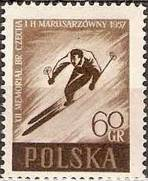 XII MEMORIAŁ BR. CZECHA
I H. MARUSARZÓWNY 1957
60
GR
POLSKA